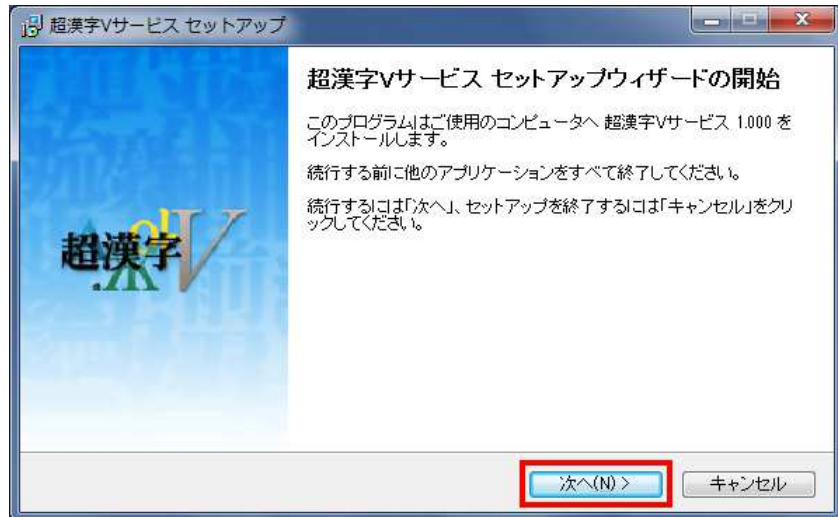 超漢字Vサービス セットアップ
超漢字Vサービス セットアップウィザードの開始
このプログラムはご使用のコンピュータへ 超漢字Vサービス 1.000 を
インストールします。
続行する前に他のアプリケーションをすべて終了してください。
続行するには「次へ」、セットアップを終了するには「キャンセル」をクリ
ックしてください。
超漢字V
次へ(N) >
キャンセル